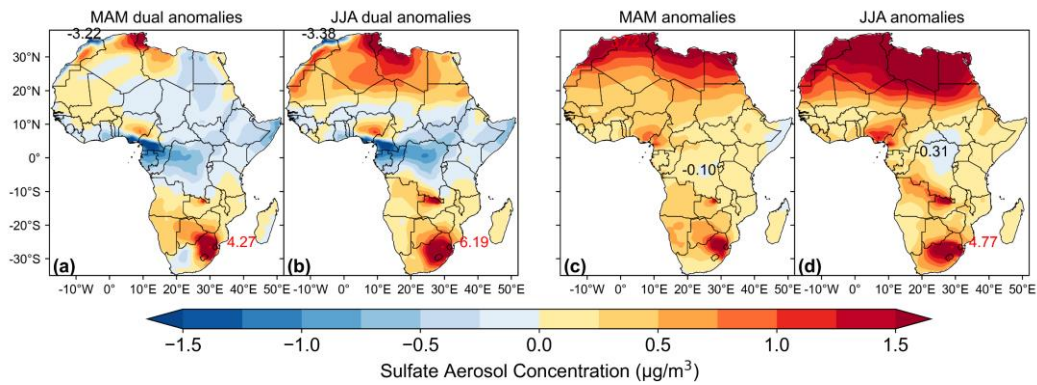 MAM dual anomalies JJA dual anomalies MAM anomalies JJA anomalies
-3.22 -3.38
30°N
20°N
10°N
0°
10°S
20°S
30°S
-0.10 0.31
4.27 6.19 4.77
(a) (b) (c) (d)
10°W 0° 10°E 20°E 30°E 40°E 50°E 10°W 0° 10°E 20°E 30°E 40°E 50°E 10°W 0° 10°E 20°E 30°E 40°E 50°E 10°W 0° 10°E 20°E 30°E 40°E 50°E
−1.5 −1.0 −0.5 0.0 0.5 1.0 1.5
Sulfate Aerosol Concentration (μg/m³)